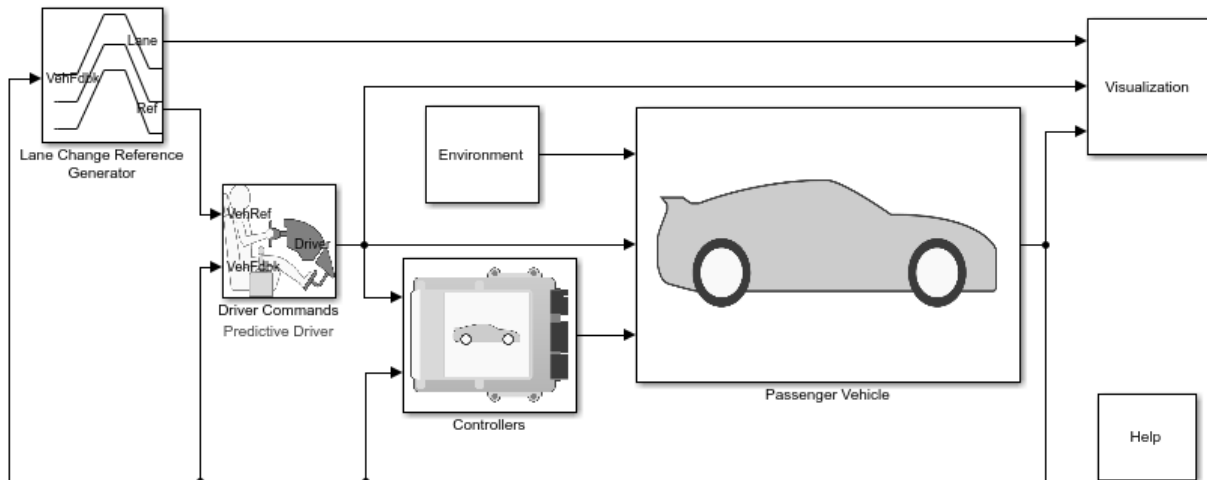 Lane
VehFdbk
Ref
Lane Change Reference
Generator
VehRef
Driver
VehFdbk
Driver Commands
Predictive Driver
Environment
Controllers
Passenger Vehicle
Visualization
Help